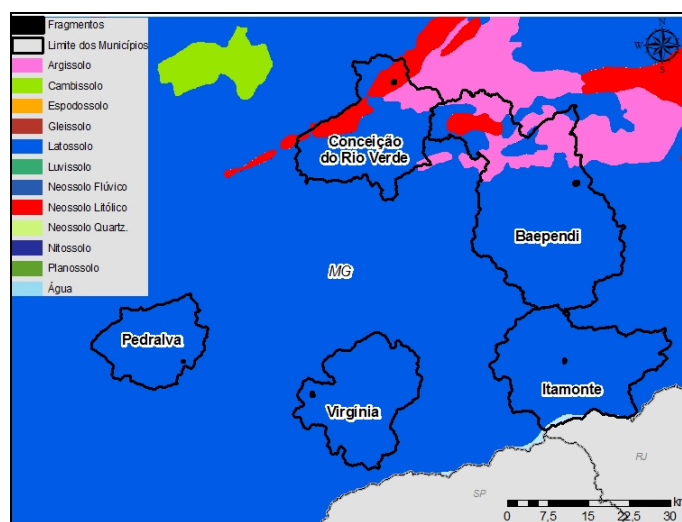 Fragmentos
Limite dos Municípios
Argissolo
Cambissolo
Espodossolo
Gleissolo
Latossolo
Luvissolo
Neossolo Flúvico
Neossolo Litólico
Neossolo Quartz.
Nitossolo
Planossolo
Água
N
W
E
S
Conceição
do Rio Verde
Baependi
MG
Pedralva
Virgínia
Itamonte
RJ
SP
km
0 7,5 15 22,5 30